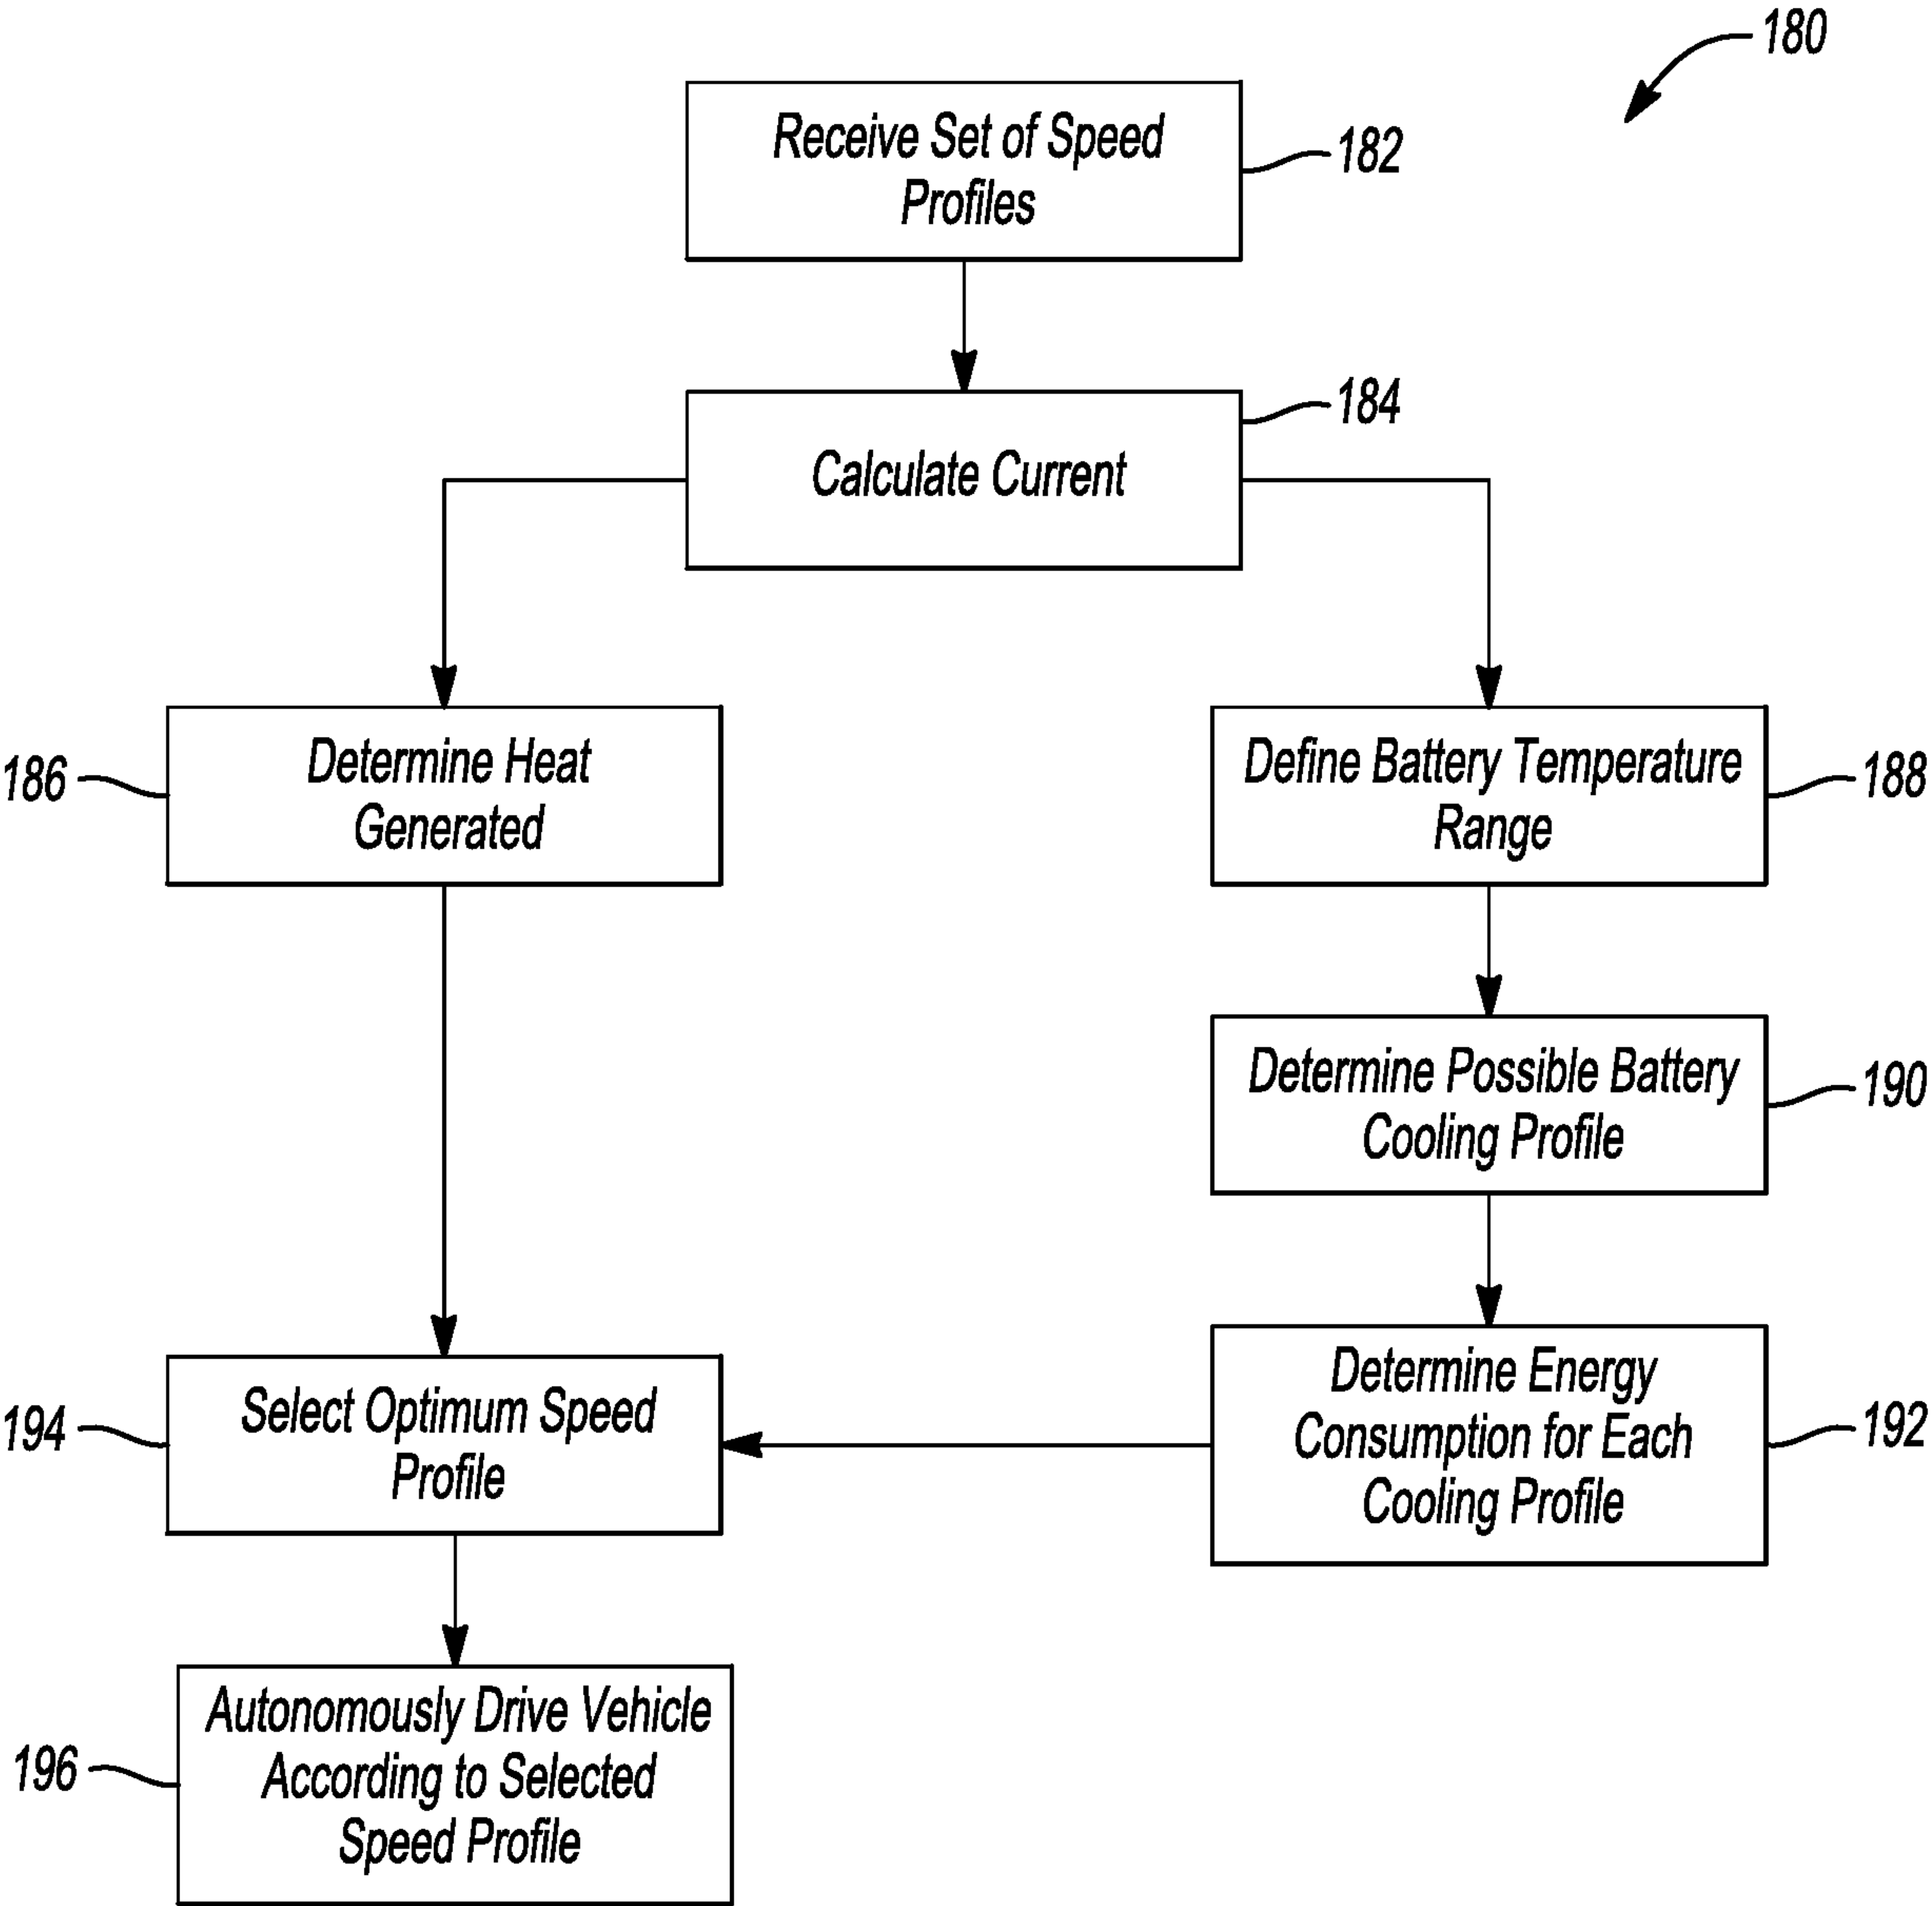 180
Receive Set of Speed
Profiles
182
Calculate Current
184
Determine Heat
Generated
186
Define Battery Temperature
Range
188
Determine Possible Battery
Cooling Profile
190
Determine Energy
Consumption for Each
Cooling Profile
192
Select Optimum Speed
Profile
194
Autonomously Drive Vehicle
According to Selected
Speed Profile
196